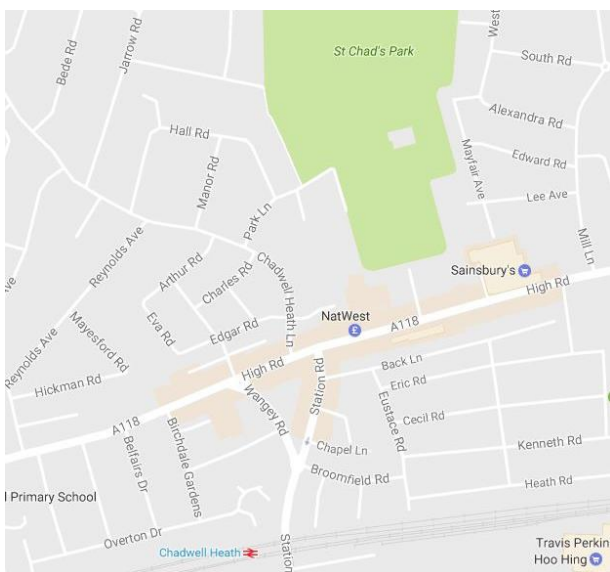 Bede Rd
Jarrow Rd
St Chad's Park
West
South Rd
Alexandra Rd
Hall Rd
Mayfair Ave
Edward Rd
Manor Rd
Lee Ave
Park Ln
Reynolds Ave
Mill Ln
Arthur Rd
Chadwell Heath Ln
Charles Rd
Sainsbury's
High Rd
NatWest
£
A118
Eva Rd
Edgar Rd
Reynolds Ave
Mayesford Rd
High Rd
Station Rd
Back Ln
Hickman Rd
Eric Rd
Wangey Rd
Eustace Rd
A118
Cecil Rd
Belfairs Dr
Birchdale Gardens
Chapel Ln
Kenneth Rd
Broomfield Rd
Heath Rd
l Primary School
Overton Dr
Chadwell Heath
Station
Travis Perkin
Hoo Hing